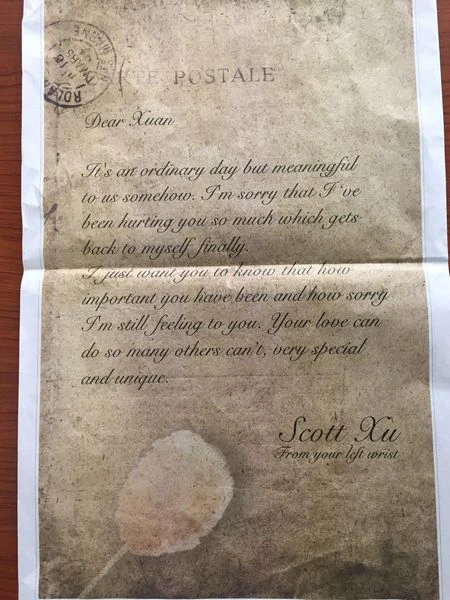 TE POSTALE
MARS
Dear Xuan
It's an ordinary day but meaningful
to us somehow. I'm sorry that I 've
been hurting you so much which gets
back to myself finally.
I just want you to know that how
important you have been and how sorry
I'm still feeling to you. Your love can
do so many others can't, very special
and unique.
Scott Xu
From your left wrist